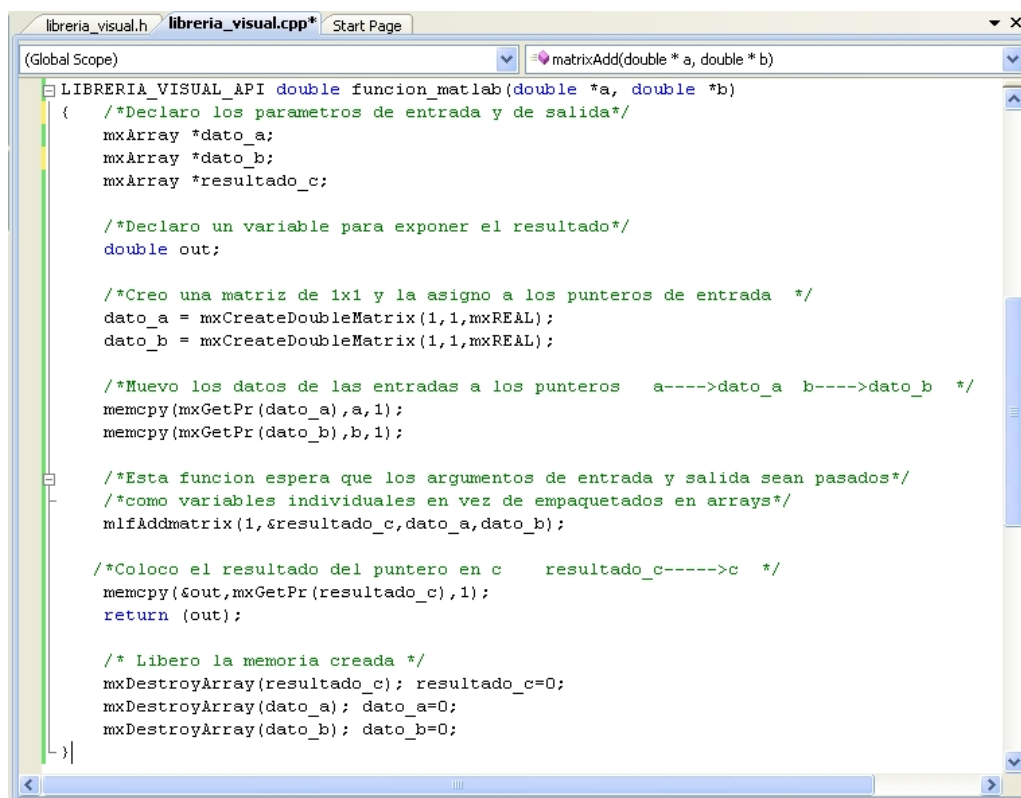 libreria_visual.h libreria_visual.cpp* Start Page
(Global Scope) matrixAdd(double * a, double * b)
LIBRERIA_VISUAL_API double funcion_matlab(double *a, double *b)
{ /*Declaro los parametros de entrada y de salida*/
mxArray *dato_a;
mxArray *dato_b;
mxArray *resultado_c;
/*Declaro un variable para exponer el resultado*/
double out;
/*Creo una matriz de 1x1 y la asigno a los punteros de entrada */
dato_a = mxCreateDoubleMatrix(1,1,mxREAL);
dato_b = mxCreateDoubleMatrix(1,1,mxREAL);
/*Muevo los datos de las entradas a los punteros a---->dato_a b---->dato_b */
memcpy(mxGetPr(dato_a),a,1);
memcpy(mxGetPr(dato_b),b,1);
/*Esta funcion espera que los argumentos de entrada y salida sean pasados*/
/*como variables individuales en vez de empaquetados en arrays*/
mlfAddmatrix(1,&resultado_c,dato_a,dato_b);
/*Coloco el resultado del puntero en c resultado_c----->c */
memcpy(&out,mxGetPr(resultado_c),1);
return (out);
/* Libero la memoria creada */
mxDestroyArray(resultado_c); resultado_c=0;
mxDestroyArray(dato_a); dato_a=0;
mxDestroyArray(dato_b); dato_b=0;
}